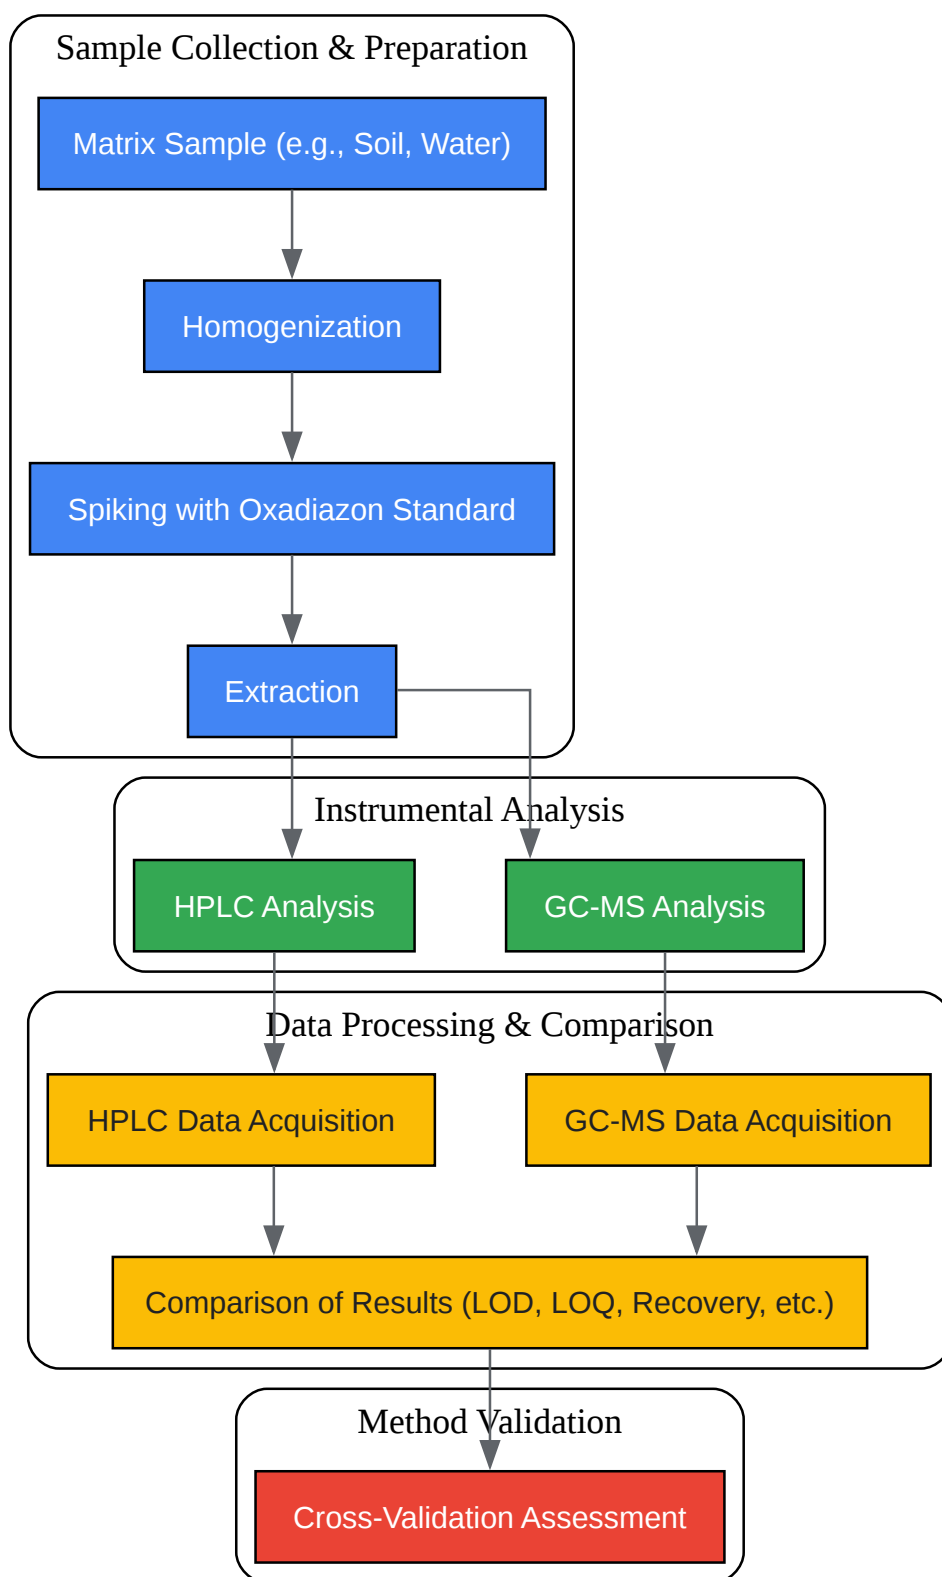 Sample Collection & Preparation
Matrix Sample (e.g., Soil, Water)
Homogenization
Spiking with Oxadiazon Standard
Extraction
Instrumental Analysis
HPLC Analysis
GC-MS Analysis
Data Processing & Comparison
HPLC Data Acquisition
GC-MS Data Acquisition
Comparison of Results (LOD, LOQ, Recovery, etc.)
Method Validation
Cross-Validation Assessment